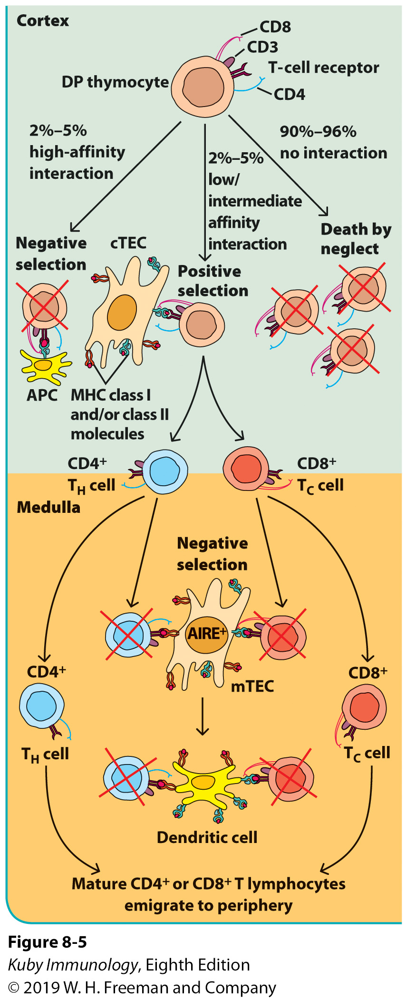 Cortex
CD8
CD3
T-cell receptor
DP thymocyte
CD4
2%–5%
high-affinity
interaction
2%–5%
low/
intermediate
affinity
interaction
90%–96%
no interaction
Negative
selection
cTEC
Positive
selection
Death by
neglect
APC
MHC class I
and/or class II
molecules
CD4+
TH cell
CD8+
TC cell
Medulla
Negative
selection
AIRE+
mTEC
CD4+
TH cell
CD8+
TC cell
Dendritic cell
Mature CD4+ or CD8+ T lymphocytes
emigrate to periphery
Figure 8-5
Kuby Immunology, Eighth Edition
© 2019 W. H. Freeman and Company